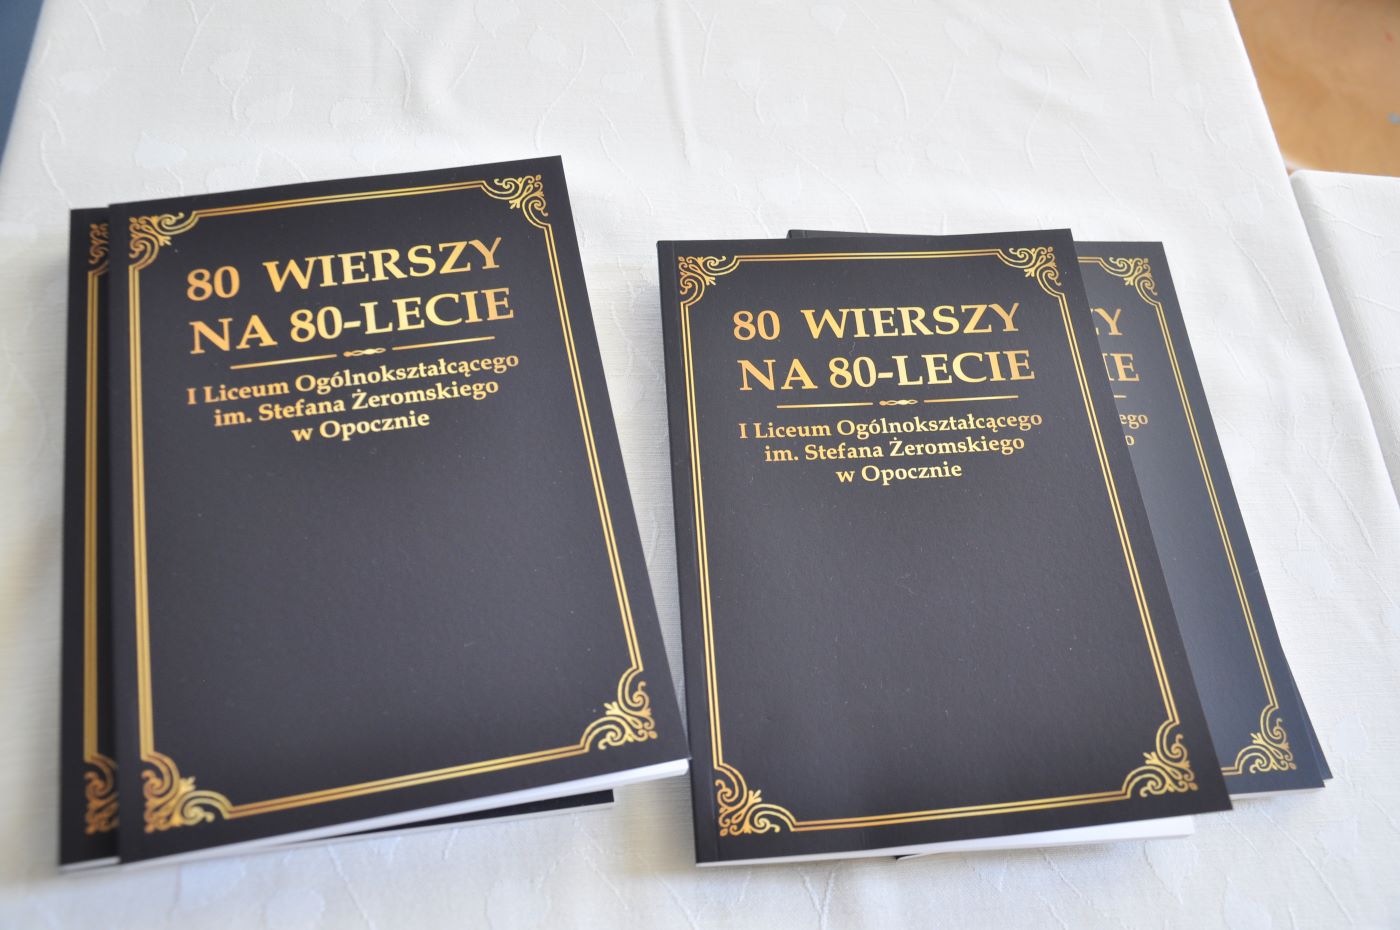 80 WIERSZY
NA 80-LECIE
I Liceum Ogólnokształcącego
im. Stefana Żeromskiego
w Opocznie
80 WIERSZY
NA 80-LECIE
I Liceum Ogólnokształcącego
im. Stefana Żeromskiego
w Opocznie